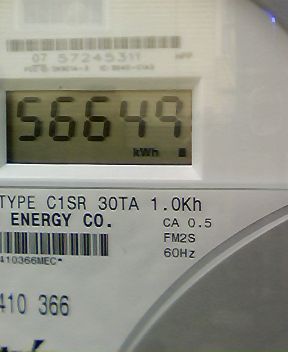 07 57245311
56649
kWh
TYPE C1SR 30TA 1.0Kh
ENERGY CO.
CA 0.5
FM2S
60Hz
410366MEC*
410 366